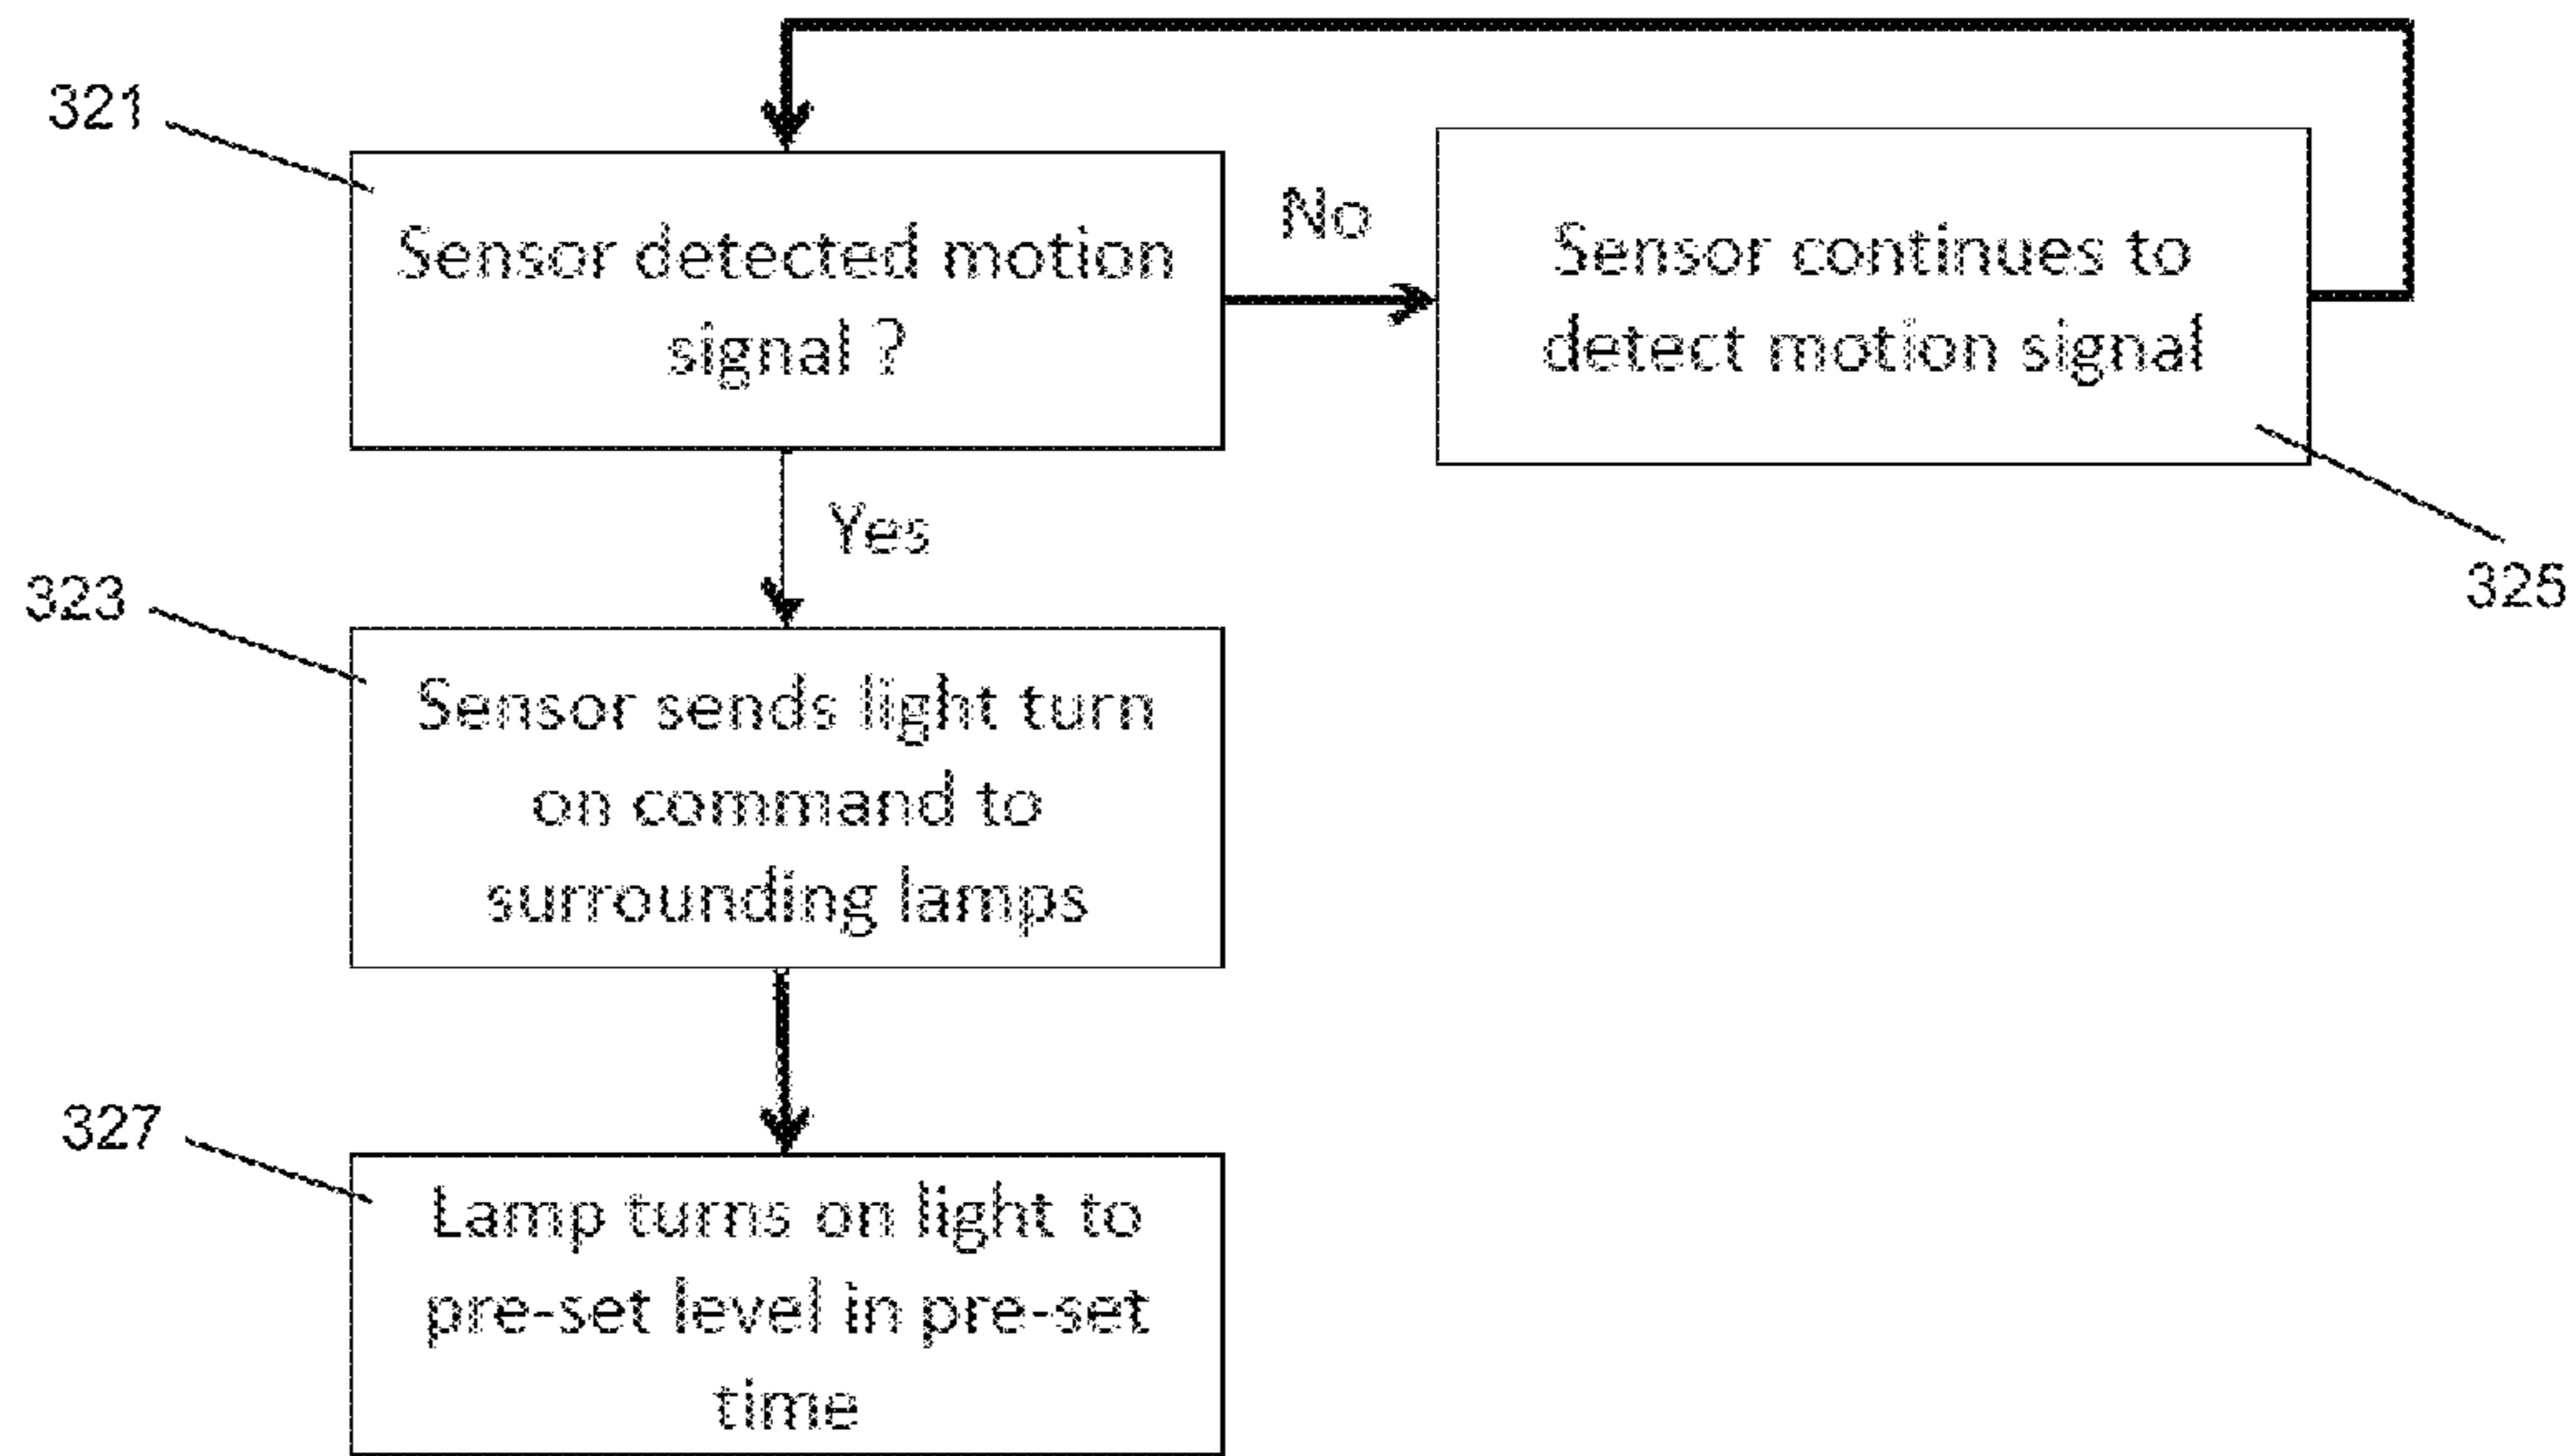 321
Sensor detected motion
signal ?
No
Sensor continues to
detect motion signal
325
Yes
323
Sensor sends light turn
on command to
surrounding lamps
327
Lamp turns on light to
pre-set level in pre-set
time